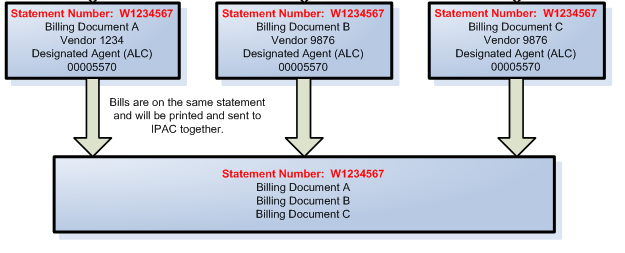 Statement Number:  W1234567
Billing Document A
Vendor 1234
Designated Agent (ALC)
00005570
Statement Number:  W1234567
Billing Document B
Vendor 9876
Designated Agent (ALC)
00005570
Statement Number:  W1234567
Billing Document C
Vendor 9876
Designated Agent (ALC)
00005570
Bills are on the same statement
and will be printed and sent to
IPAC together.
Statement Number:  W1234567
Billing Document A
Billing Document B
Billing Document C